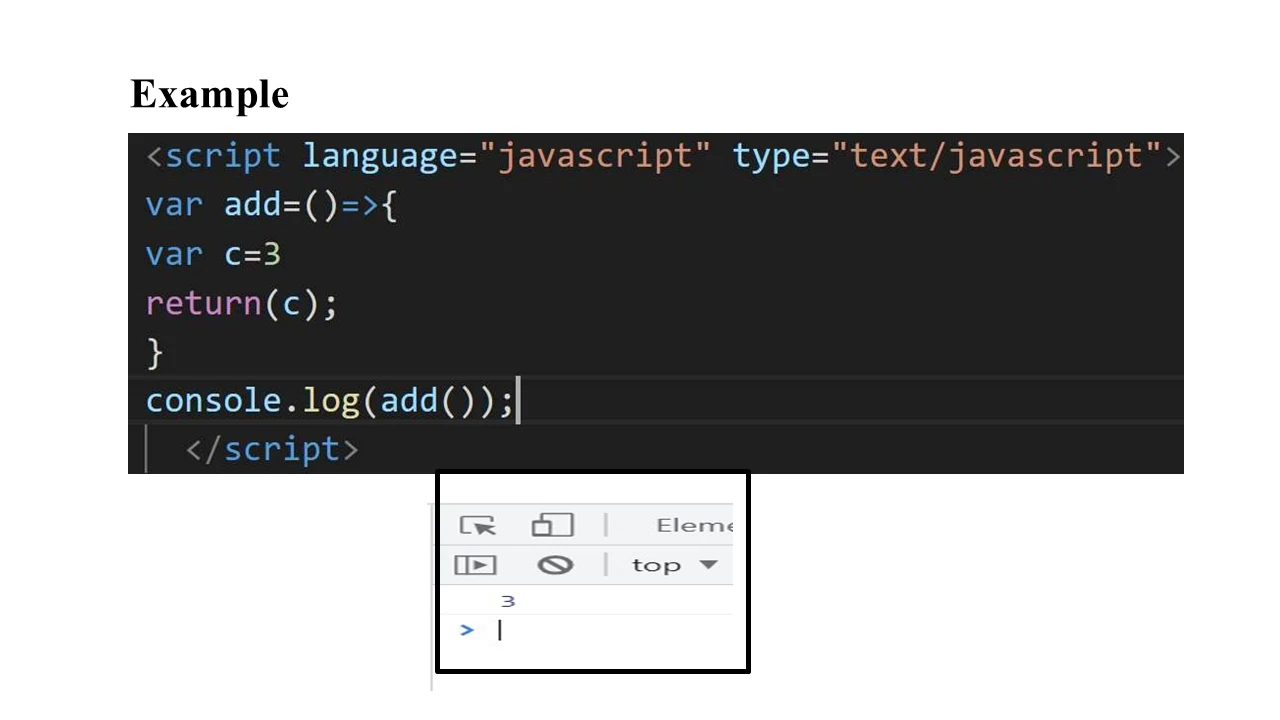 Example
<script language="javascript" type="text/javascript">
var add=()=>{
var c=3
return(c);
}
console.log(add());
</script>
Eleme
top
3
>